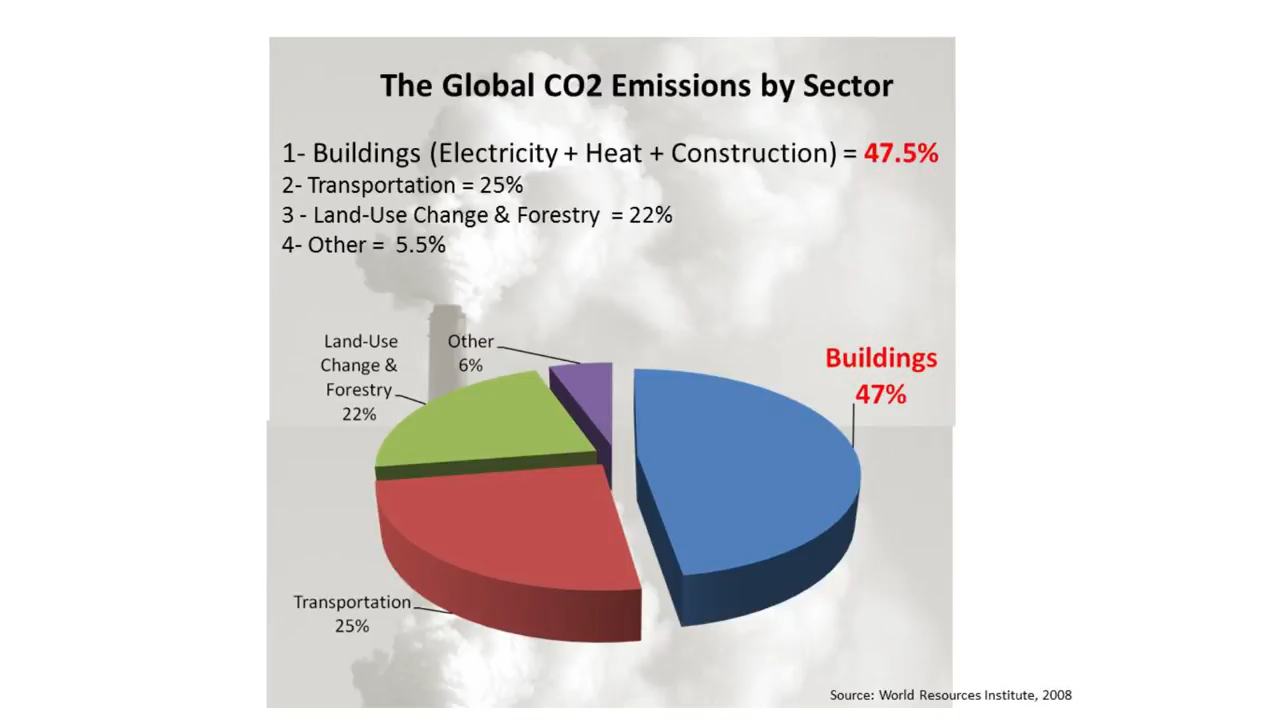 The Global CO2 Emissions by Sector
1- Buildings (Electricity + Heat + Construction) = 47.5%
2- Transportation = 25%
3 - Land-Use Change & Forestry = 22%
4- Other = 5.5%
Land-Use
Change &
Forestry
22%
Other
6%
Buildings
47%
Transportation
25%
Source: World Resources Institute, 2008